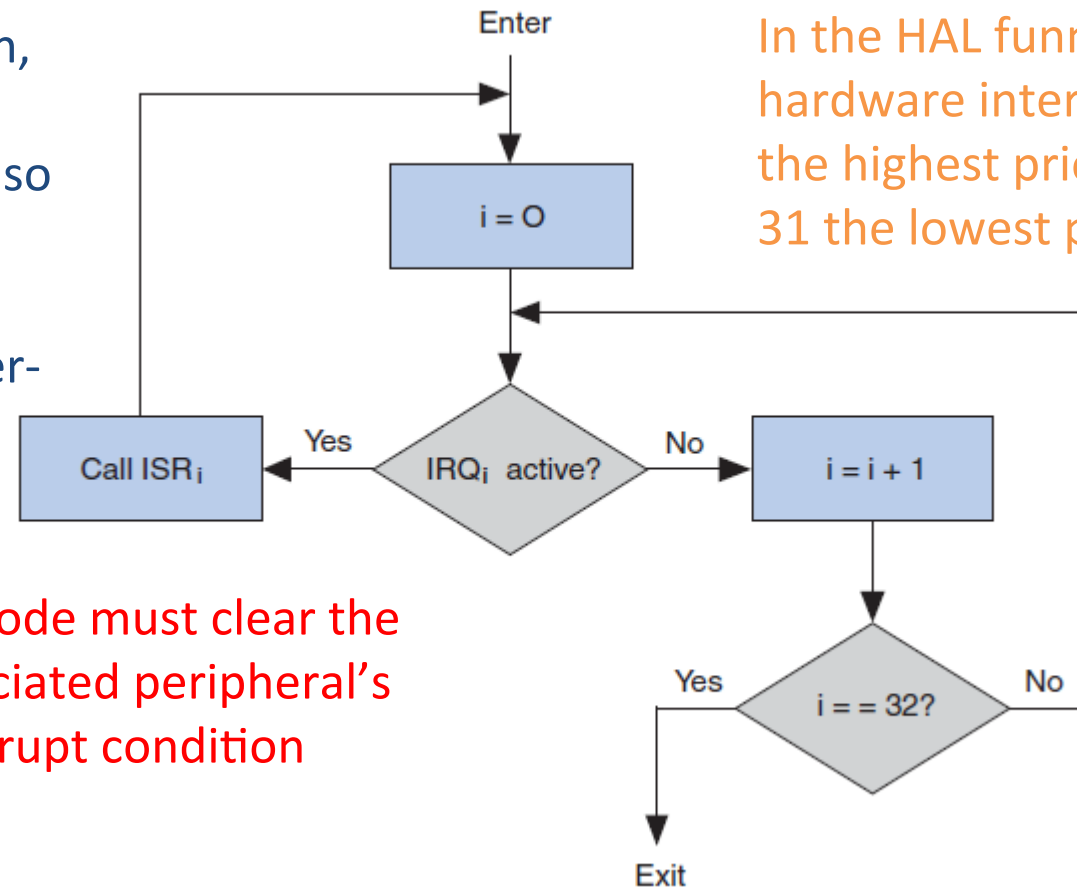 n,
so
er-
Enter
In the HAL funn
hardware inter
the highest prio
31 the lowest p
i = O
Call ISRi
Yes
IRQi active?
No
i = i + 1
ode must clear the
ciated peripheral's
rupt condition
Yes
i = = 32?
No
Exit